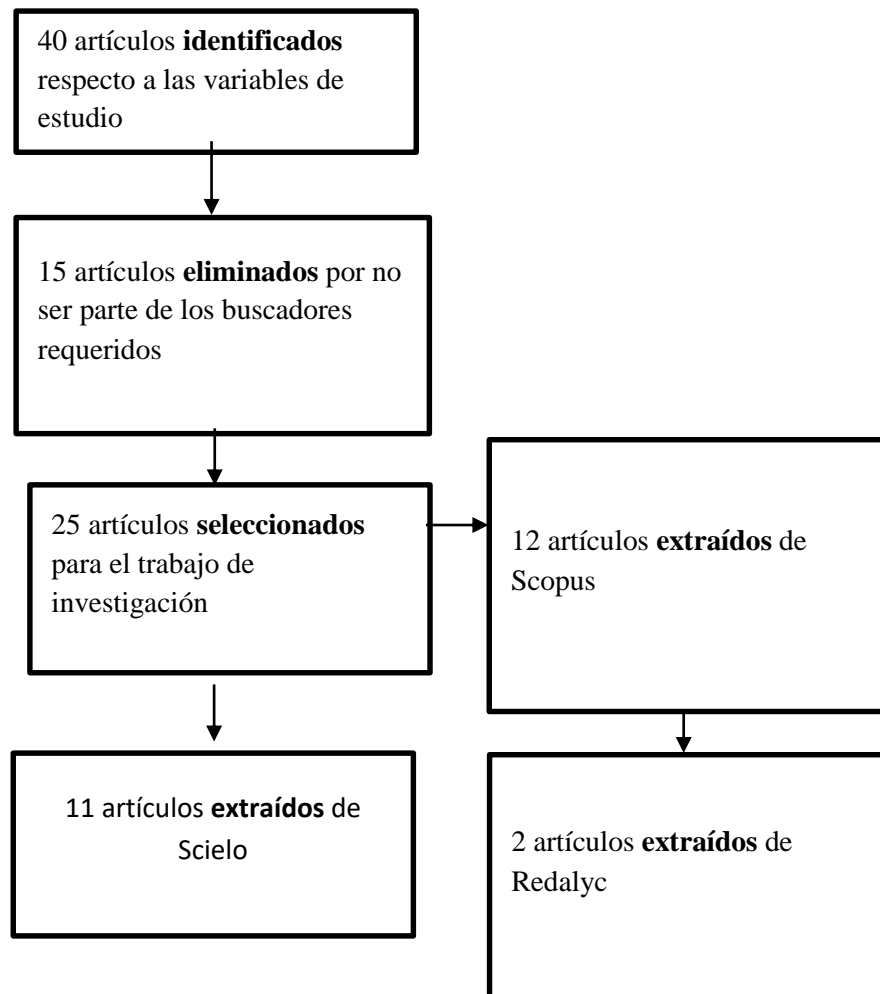 40 artículos identificados
respecto a las variables de
estudio
15 artículos eliminados por no
ser parte de los buscadores
requeridos
25 artículos seleccionados
para el trabajo de
investigación
12 artículos extraídos de
Scopus
11 artículos extraídos de
Scielo
2 artículos extraídos de
Redalyc